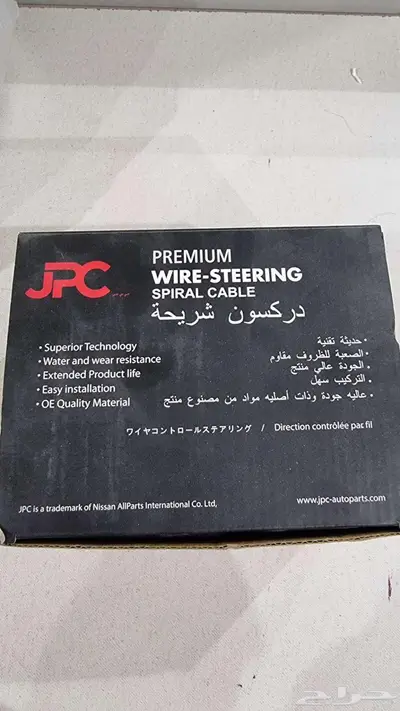 JPC
PREMIUM
WIRE-STEERING
SPIRAL CABLE
دركسون شريحة
• Superior Technology
• Water and wear resistance
• Extended Product life
• Easy installation
• OE Quality Material
• حديثة تقنية
• الصعبة للظروف مقاوم
• الجودة عالي منتج
• التركيب سهل
• عاليه جودة وذات أصليه مواد من مصنوع منتج
ワイヤコントロールステアリング / Direction contrôlée par fil
JPC is a trademark of Nissan AllParts International Co. Ltd,
www.jpc-autoparts.com
حراج